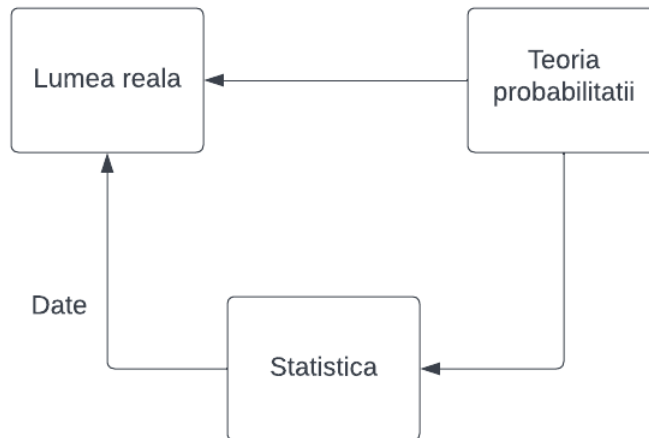 Lumea reala
Teoria
probabilitatii
Date
Statistica